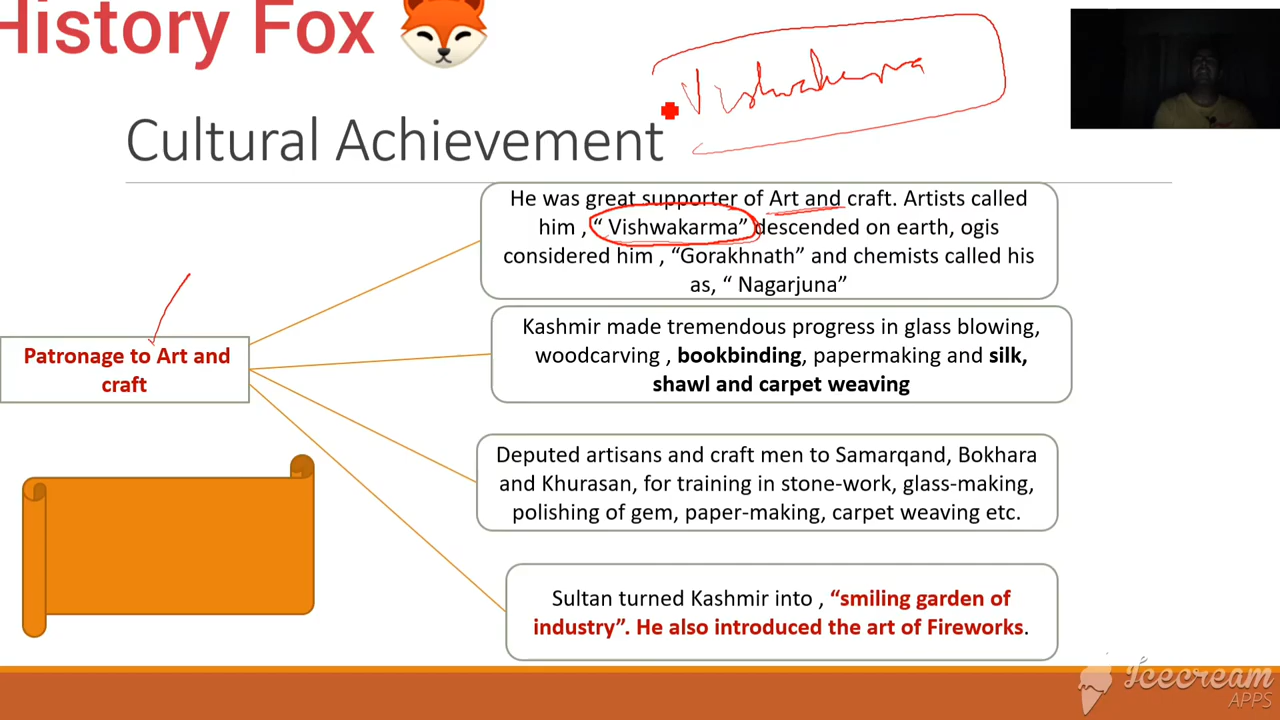 History Fox
Vishwakarma
Cultural Achievement
He was great supporter of Art and craft. Artists called
him , “ Vishwakarma” descended on earth, ogis
considered him , “Gorakhnath” and chemists called his
as, “ Nagarjuna”
Patronage to Art and
craft
Kashmir made tremendous progress in glass blowing,
woodcarving , bookbinding, papermaking and silk,
shawl and carpet weaving
Deputed artisans and craft men to Samarqand, Bokhara
and Khurasan, for training in stone-work, glass-making,
polishing of gem, paper-making, carpet weaving etc.
Sultan turned Kashmir into , “smiling garden of
industry”. He also introduced the art of Fireworks.
Icecream
APPS